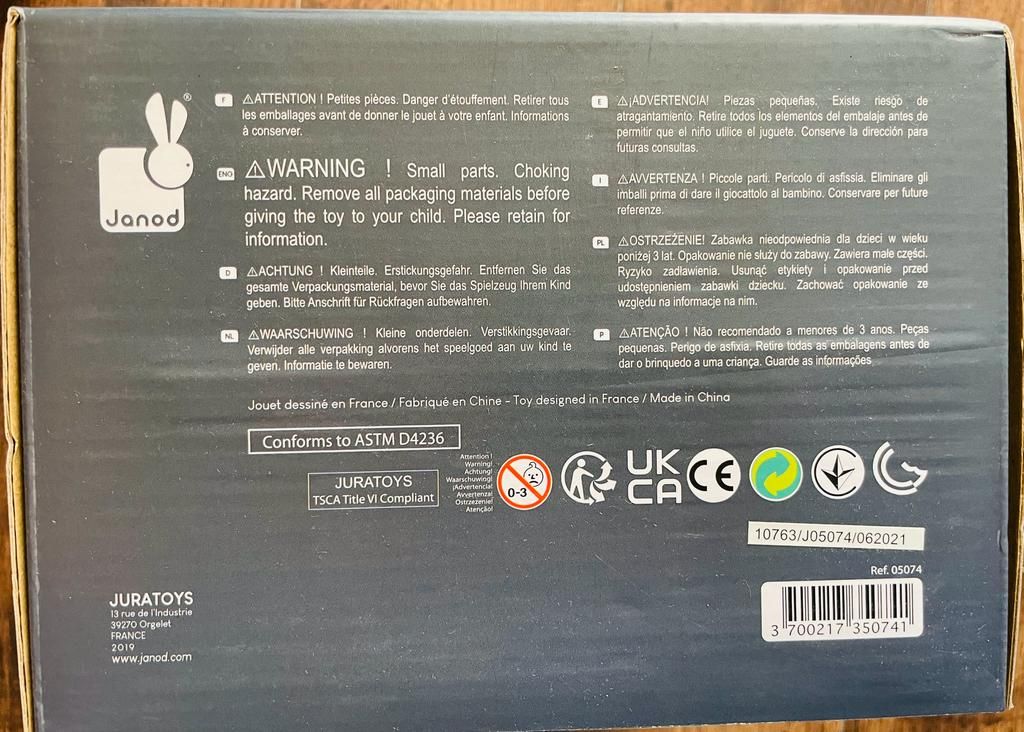 ®
Janod
F
⚠ATTENTION ! Petites pièces. Danger d'étouffement. Retirer tous
les emballages avant de donner le jouet à votre enfant. Informations
à conserver.
ENG
⚠WARNING ! Small parts. Choking
hazard. Remove all packaging materials before
giving the toy to your child. Please retain for
information.
D
⚠ACHTUNG ! Kleinteile. Erstickungsgefahr. Entfernen Sie das
gesamte Verpackungsmaterial, bevor Sie das Spielzeug Ihrem Kind
geben. Bitte Anschrift für Rückfragen aufbewahren.
NL
⚠WAARSCHUWING ! Kleine onderdelen. Verstikkingsgevaar.
Verwijder alle verpakking alvorens het speelgoed aan uw kind te
geven. Informatie te bewaren.
E
⚠¡ADVERTENCIA! Piezas pequeñas. Existe riesgo de
atragantamiento. Retire todos los elementos del embalaje antes de
permitir que el niño utilice el juguete. Conserve la dirección para
futuras consultas.
I
⚠AVVERTENZA ! Piccole parti. Pericolo di asfissia. Eliminare gli
imballi prima di dare il giocattolo al bambino. Conservare per future
referenze.
PL
⚠OSTRZEŻENIE! Zabawka nieodpowiednia dla dzieci w wieku
poniżej 3 lat. Opakowanie nie służy do zabawy. Zawiera małe części.
Ryzyko zadławienia. Usunąć etykiety i opakowanie przed
udostępnieniem zabawki dziecku. Zachować opakowanie ze
względu na informacje na nim.
P
⚠ATENÇÃO ! Não recomendado a menores de 3 anos. Peças
pequenas. Perigo de asfixia. Retire todas as embalagens antes de
dar o brinquedo a uma criança. Guarde as informações
Jouet dessiné en France / Fabriqué en Chine - Toy designed in France / Made in China
Conforms to ASTM D4236
JURATOYS
TSCA Title VI Compliant
Attention !
Warning!
Achtung!
Waarschuwing!
¡Advertencia!
Avvertenza!
Ostrzezenie!
Atenção!
0-3
UK
CA
CE
10763/J05074/062021
Ref. 05074
3 700217 350741
JURATOYS
13 rue de l'Industrie
39270 Orgelet
FRANCE
2019
www.janod.com